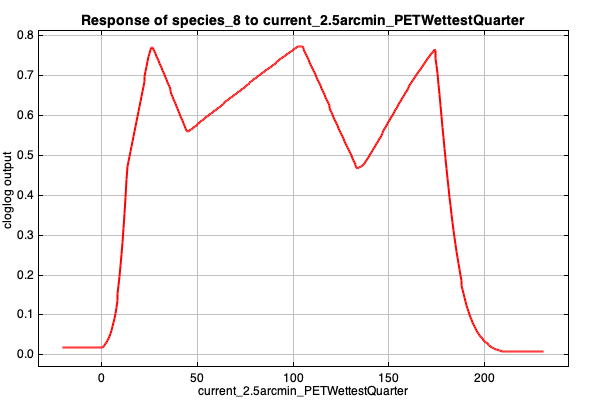 Response of species_8 to current_2.5arcmin_PETWettestQuarter
0.8
0.7
0.6
0.5
0.4
0.3
0.2
0.1
0.0
cloglog output
0 50 100 150 200
current_2.5arcmin_PETWettestQuarter